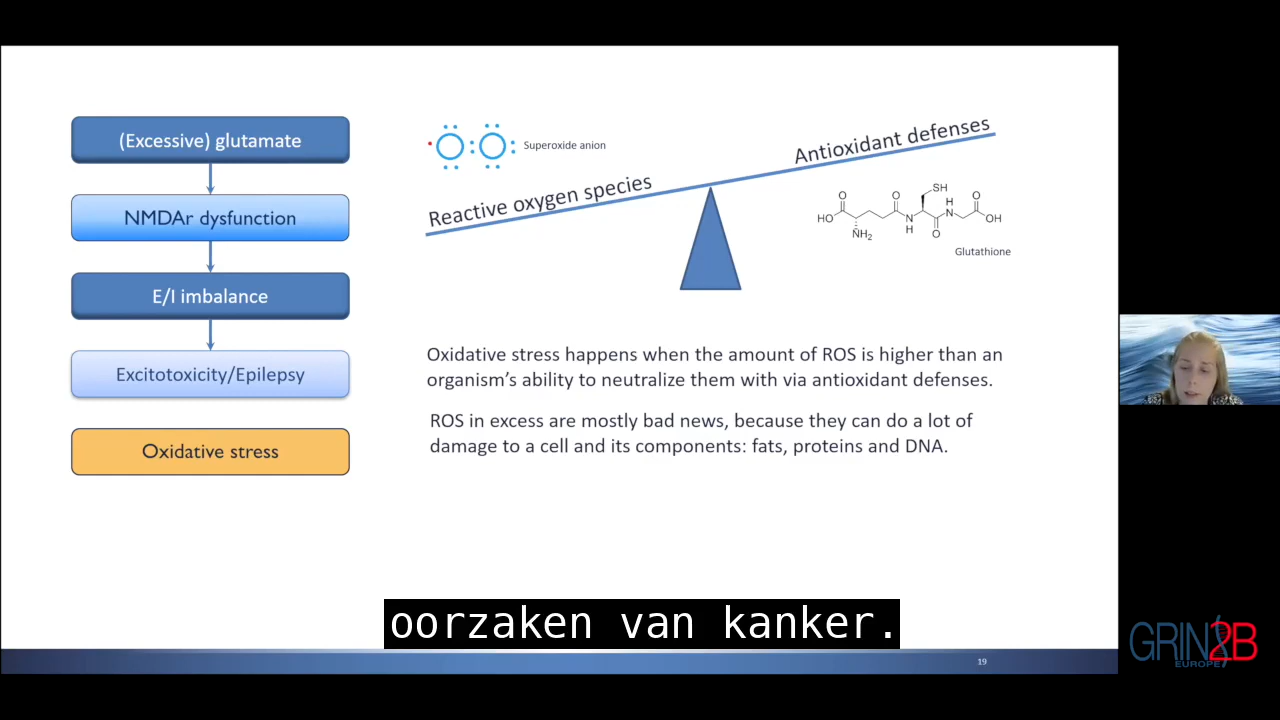 (Excessive) glutamate
NMDAr dysfunction
E/I imbalance
Excitotoxicity/Epilepsy
Oxidative stress
Superoxide anion
Reactive oxygen species
Antioxidant defenses
O
HO
NH₂
O
N
H
SH
O
H
N
O
OH
Glutathione
Oxidative stress happens when the amount of ROS is higher than an
organism's ability to neutralize them with via antioxidant defenses.
ROS in excess are mostly bad news, because they can do a lot of
damage to a cell and its components: fats, proteins and DNA.
oorzaken van kanker.
19
GRIN2B
EUROPE